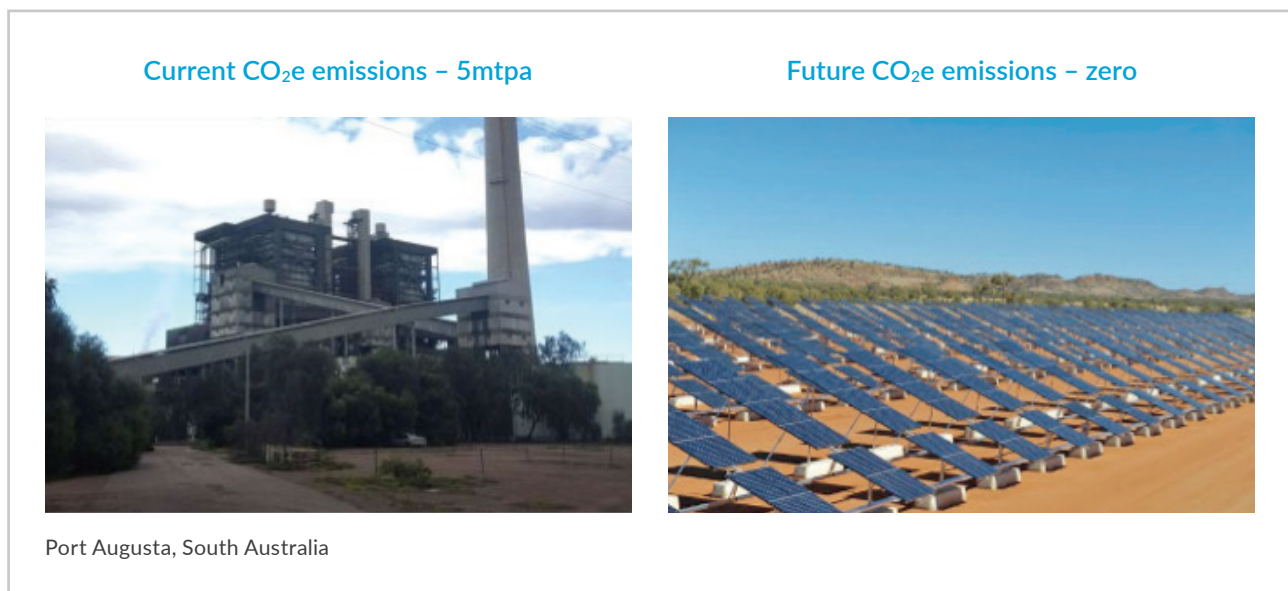 Current CO₂e emissions – 5mtpa
Future CO₂e emissions – zero
Port Augusta, South Australia